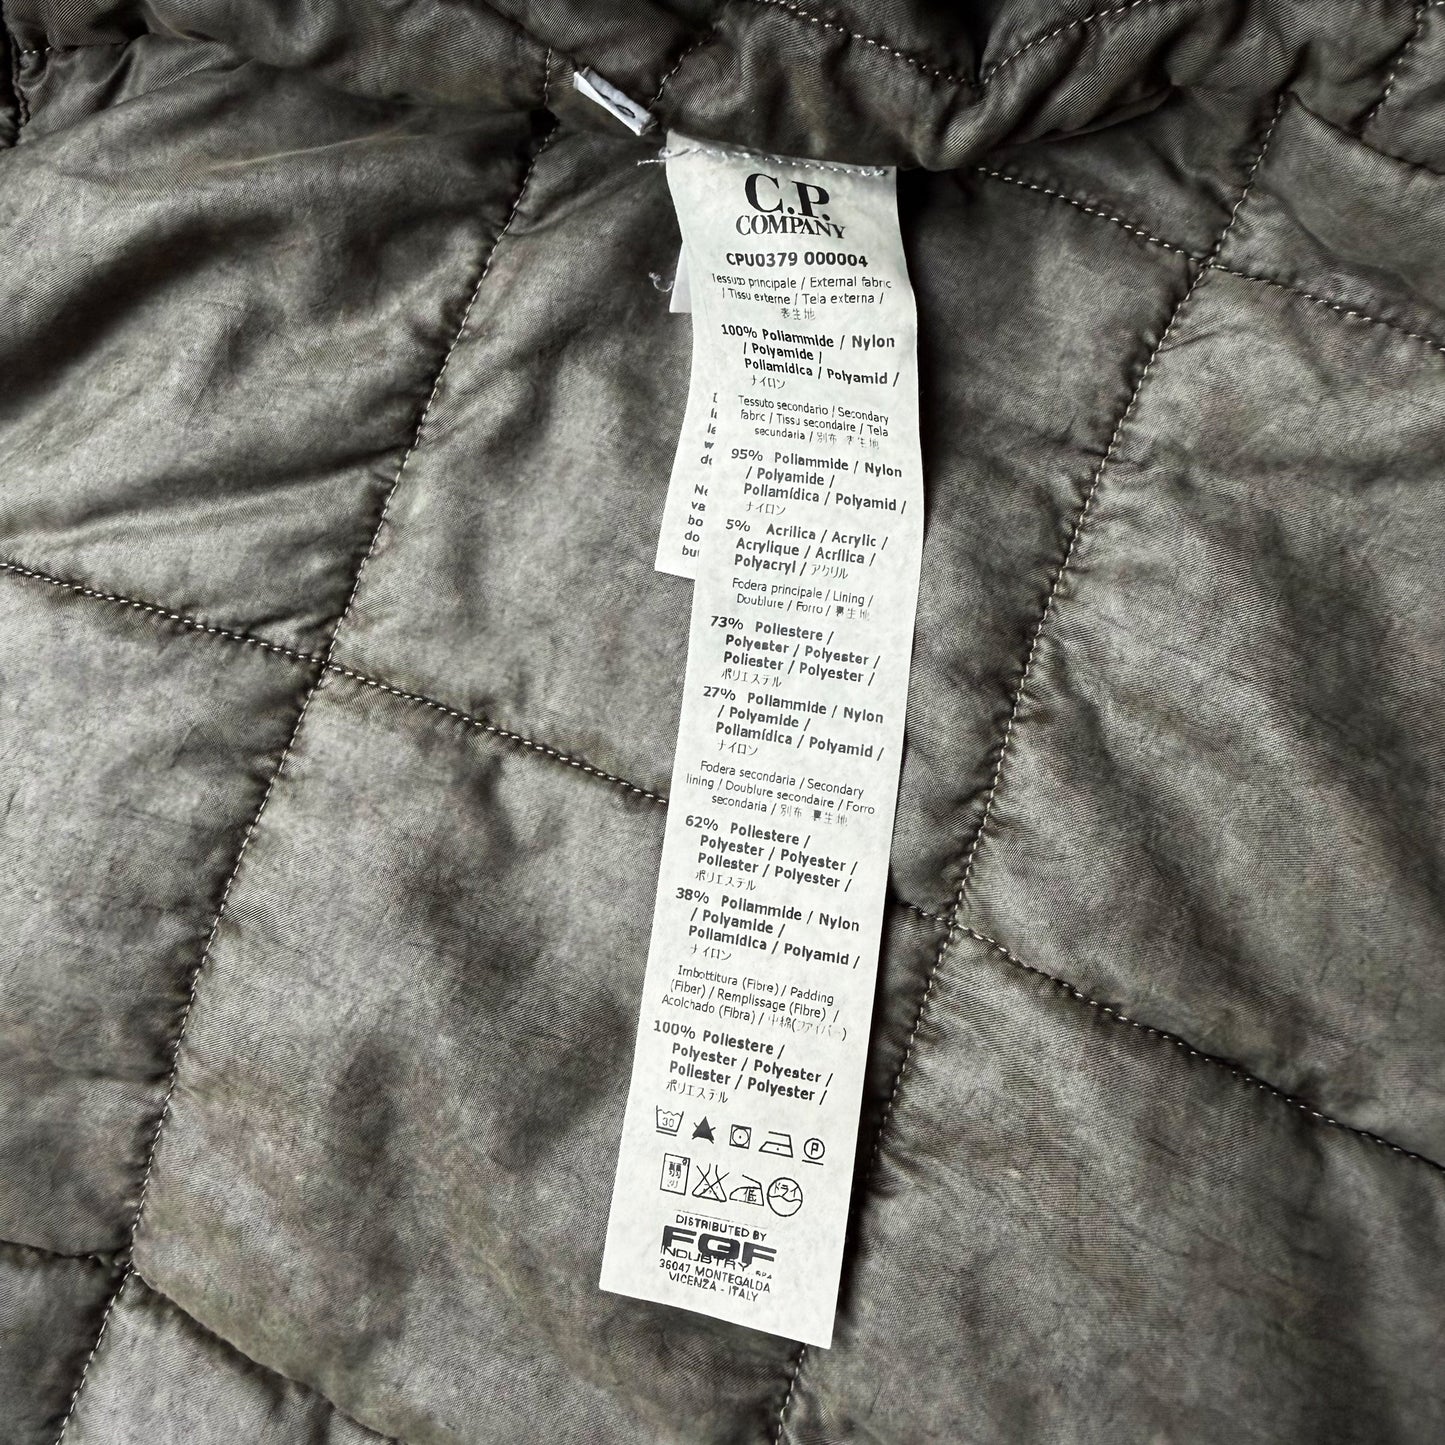 C.P.
COMPANY
CPU0379 000004
Tessuto principale / External fabric
/ Tissu externe / Tela externa /
表生地
100% Poliammide / Nylon
/ Polyamide /
Poliamídica / Polyamid /
ナイロン
Tessuto secondario / Secondary
fabric / Tissu secondaire / Tela
secundaria / 別布 表生地
95% Poliammide / Nylon
/ Polyamide /
Poliamídica / Polyamid /
ナイロン
5% Acrilica / Acrylic /
Acrylique / Acrílica /
Polyacryl / アクリル
Fodera principale / Lining /
Doublure / Forro / 裏生地
73% Poliestere /
Polyester / Polyester /
Poliester / Polyester /
ポリエステル
27% Poliammide / Nylon
/ Polyamide /
Poliamídica / Polyamid /
ナイロン
Fodera secondaria / Secondary
lining / Doublure secondaire / Forro
secondaria / 別布 裏生地
62% Poliestere /
Polyester / Polyester /
Poliester / Polyester /
ポリエステル
38% Poliammide / Nylon
/ Polyamide /
Poliamídica / Polyamid /
ナイロン
Imbottitura (Fibre) / Padding
(Fiber) / Remplissage (Fibre) /
Acolchado (Fibra) / 中綿(ファイバー)
100% Poliestere /
Polyester / Polyester /
Poliester / Polyester /
ポリエステル
30
P
弱
30
低
ドライ
DISTRIBUTED BY
FGF
INDUSTRY SPA
36047 MONTEGALDA
VICENZA - ITALY